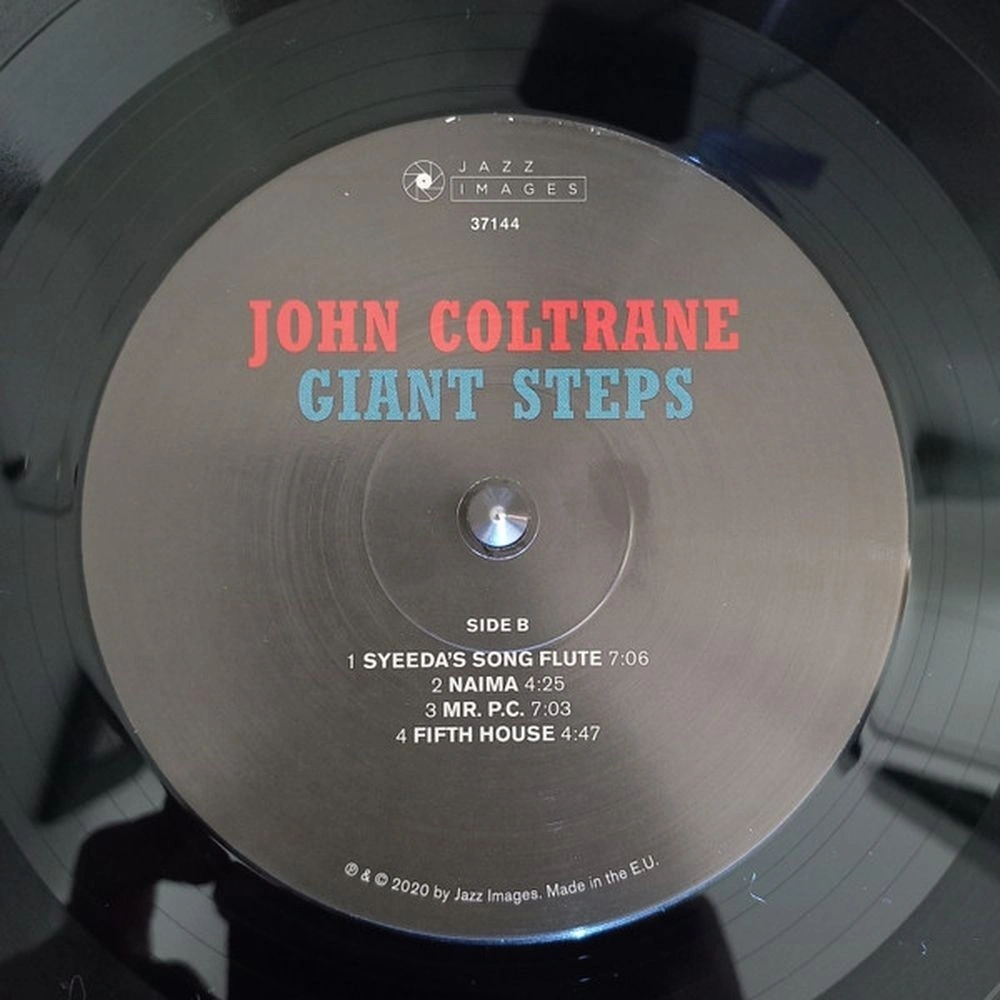 JAZZ
IMAGES
37144
JOHN COLTRANE
GIANT STEPS
SIDE B
1 SYEEDA'S SONG FLUTE 7:06
2 NAIMA 4:25
3 MR. P.C. 7:03
4 FIFTH HOUSE 4:47
℗ & © 2020 by Jazz Images. Made in the E.U.